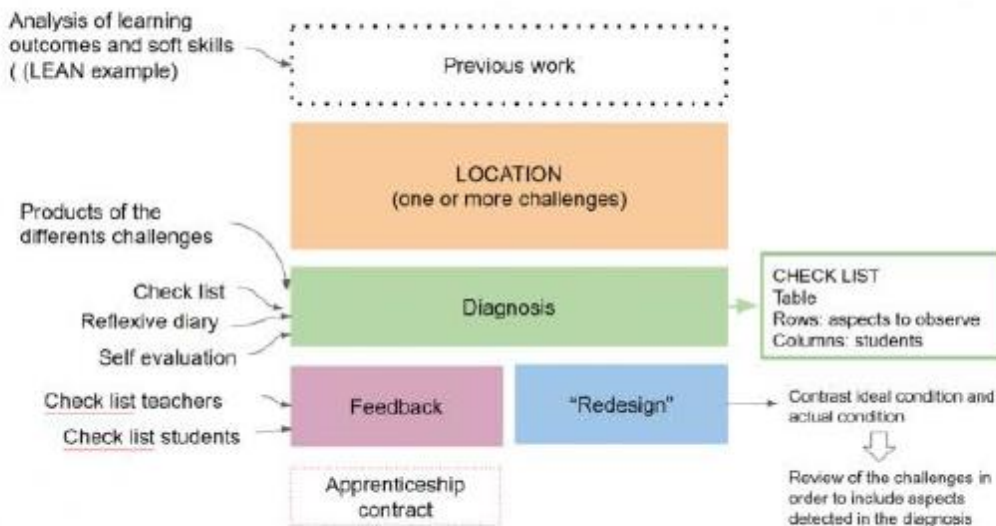 Analysis of learning
outcomes and soft skills
( (LEAN example)
Previous work
LOCATION
(one or more challenges)
Products of the
differents challenges
Check list
Reflexive diary
Self evaluation
Diagnosis
CHECK LIST
Table
Rows: aspects to observe
Columns: students
Check list teachers
Check list students
Feedback
“Redesign”
Contrast ideal condition and
actual condition
Review of the challenges in
order to include aspects
detected in the diagnosis
Apprenticeship
contract